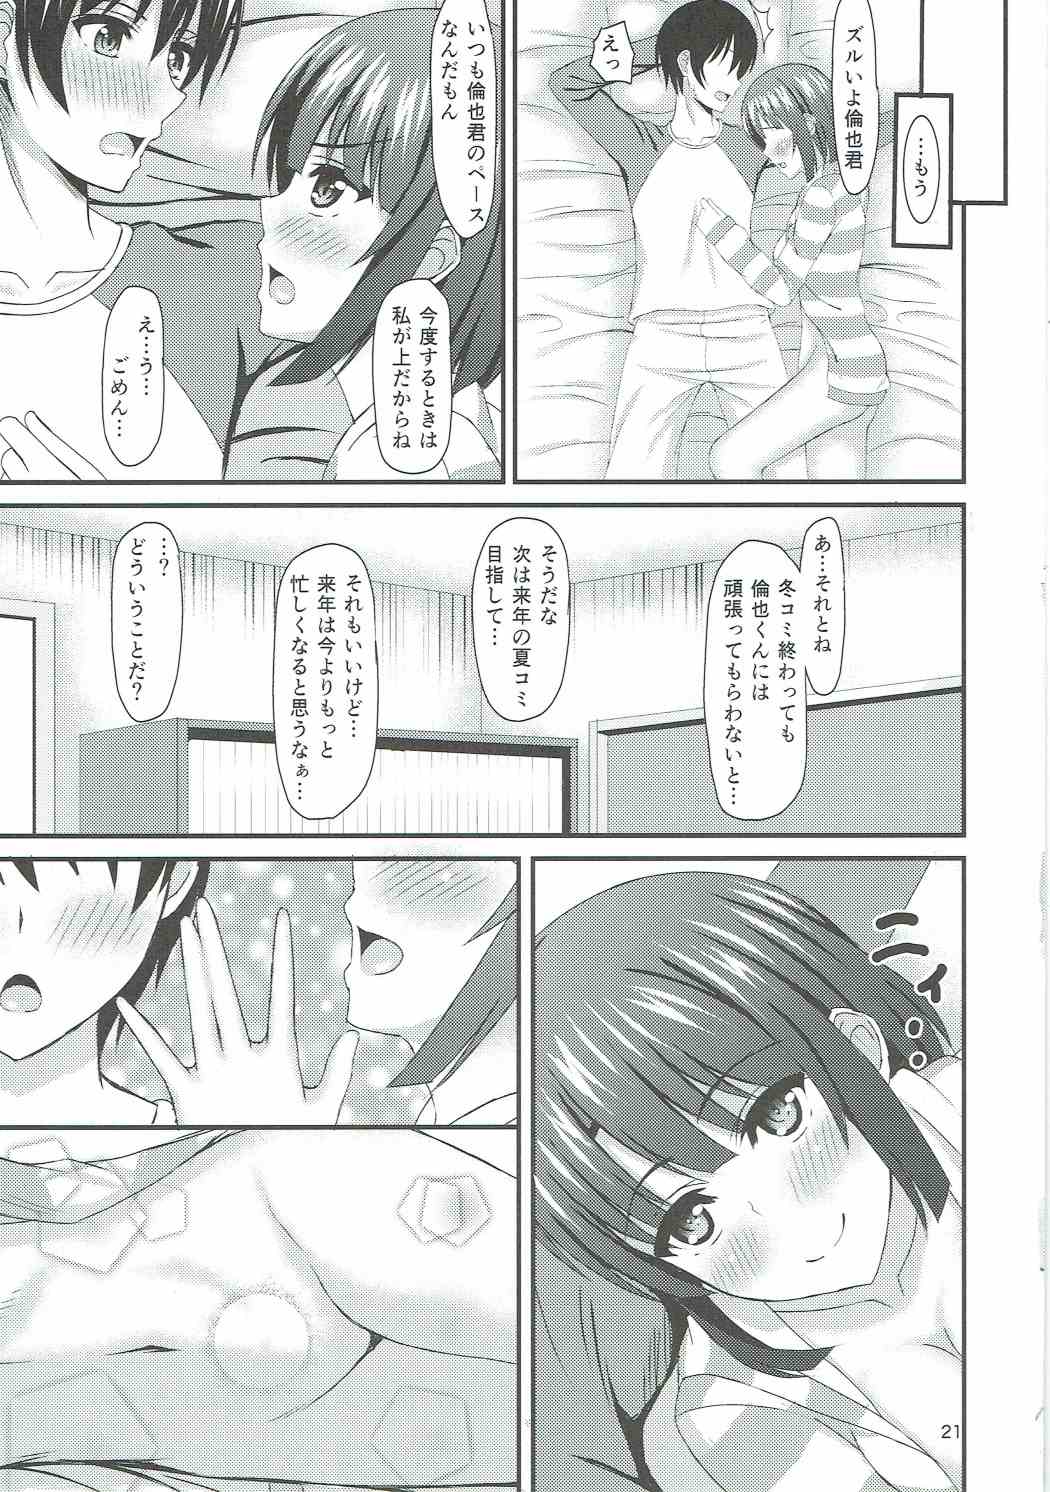 …もう
ズルいよ倫也君
えっ
いつも倫也君のペース
なんだもん
今度するときは
私が上だからね
え…う…
ごめん…
あ…それとね
冬コミ終わっても
倫也くんには
頑張ってもらわないと…
そうだな
次は来年の夏コミ
目指して…
それもいいけど…
来年は今よりもっと
忙しくなると思うなぁ…
…?
どういうことだ?
ニィ…
21